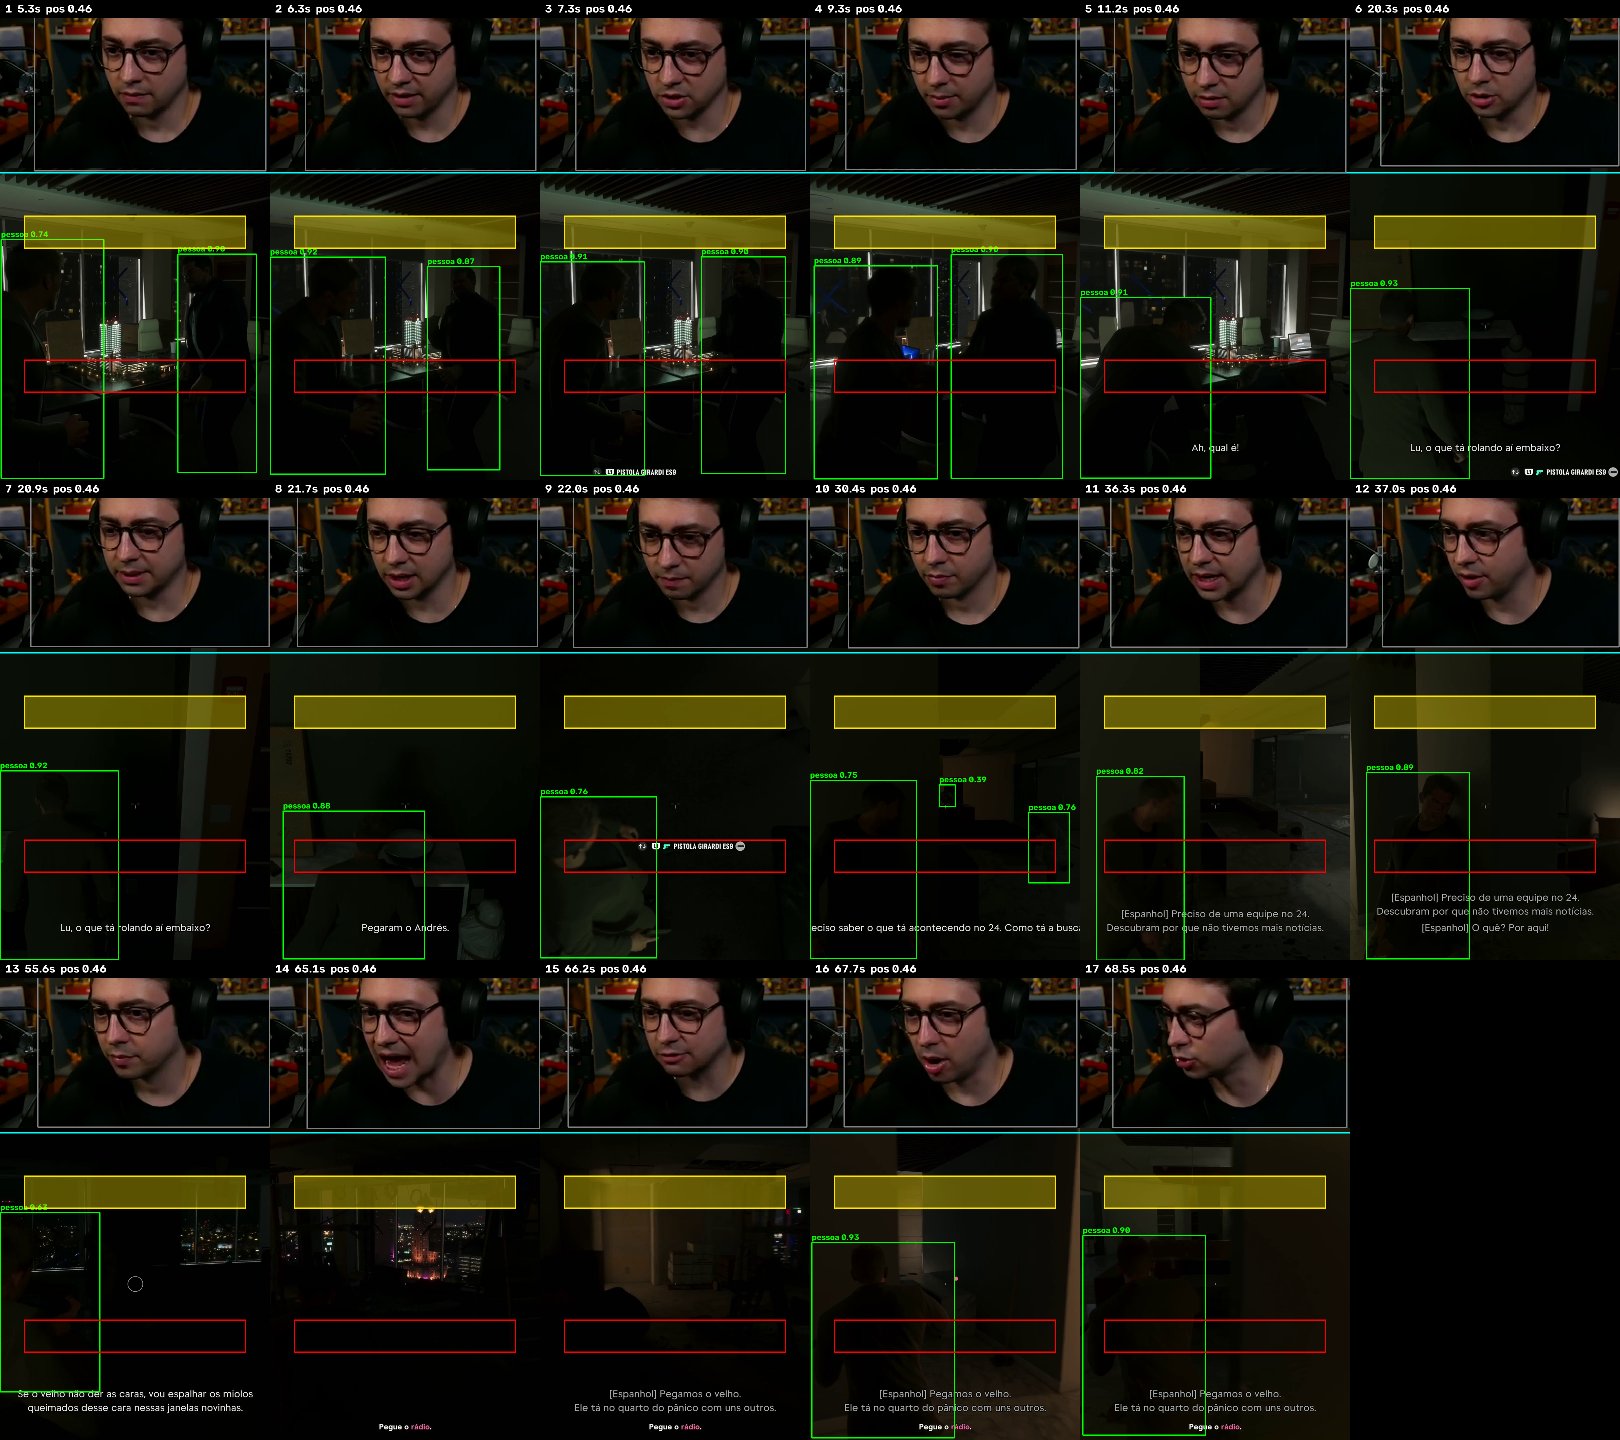 1 5.3s pos 0.46
2 6.3s pos 0.46
3 7.3s pos 0.46
4 9.3s pos 0.46
5 11.2s pos 0.46
6 20.3s pos 0.46
pessoa 0.74
pessoa 0.90
pessoa 0.92
pessoa 0.87
pessoa 0.91
pessoa 0.90
pessoa 0.89
pessoa 0.90
pessoa 0.91
pessoa 0.93
Ah, qual é!
Lu, o que tá rolando aí embaixo?
PISTOLA GIRARDI ES9
PISTOLA GIRARDI ES9
7 20.9s pos 0.46
8 21.7s pos 0.46
9 22.0s pos 0.46
10 30.4s pos 0.46
11 36.3s pos 0.46
12 37.0s pos 0.46
pessoa 0.92
pessoa 0.88
pessoa 0.76
pessoa 0.75
pessoa 0.39
pessoa 0.76
pessoa 0.82
pessoa 0.89
PISTOLA GIRARDI ES9
Lu, o que tá rolando aí embaixo?
Pegaram o Andrés.
eciso saber o que tá acontecendo no 24. Como tá a busca
[Espanhol] Preciso de uma equipe no 24.
Descubram por que não tivemos mais notícias.
[Espanhol] Preciso de uma equipe no 24.
Descubram por que não tivemos mais notícias.
[Espanhol] O quê? Por aqui!
13 55.6s pos 0.46
14 65.1s pos 0.46
15 66.2s pos 0.46
16 67.7s pos 0.46
17 68.5s pos 0.46
pessoa 0.63
pessoa 0.93
pessoa 0.90
Se o velho não der as caras, vou espalhar os miolos
queimados desse cara nessas janelas novinhas.
Pegue o rádio.
[Espanhol] Pegamos o velho.
Ele tá no quarto do pânico com uns outros.
Pegue o rádio.
[Espanhol] Pegamos o velho.
Ele tá no quarto do pânico com uns outros.
Pegue o rádio.
[Espanhol] Pegamos o velho.
Ele tá no quarto do pânico com uns outros.
Pegue o rádio.